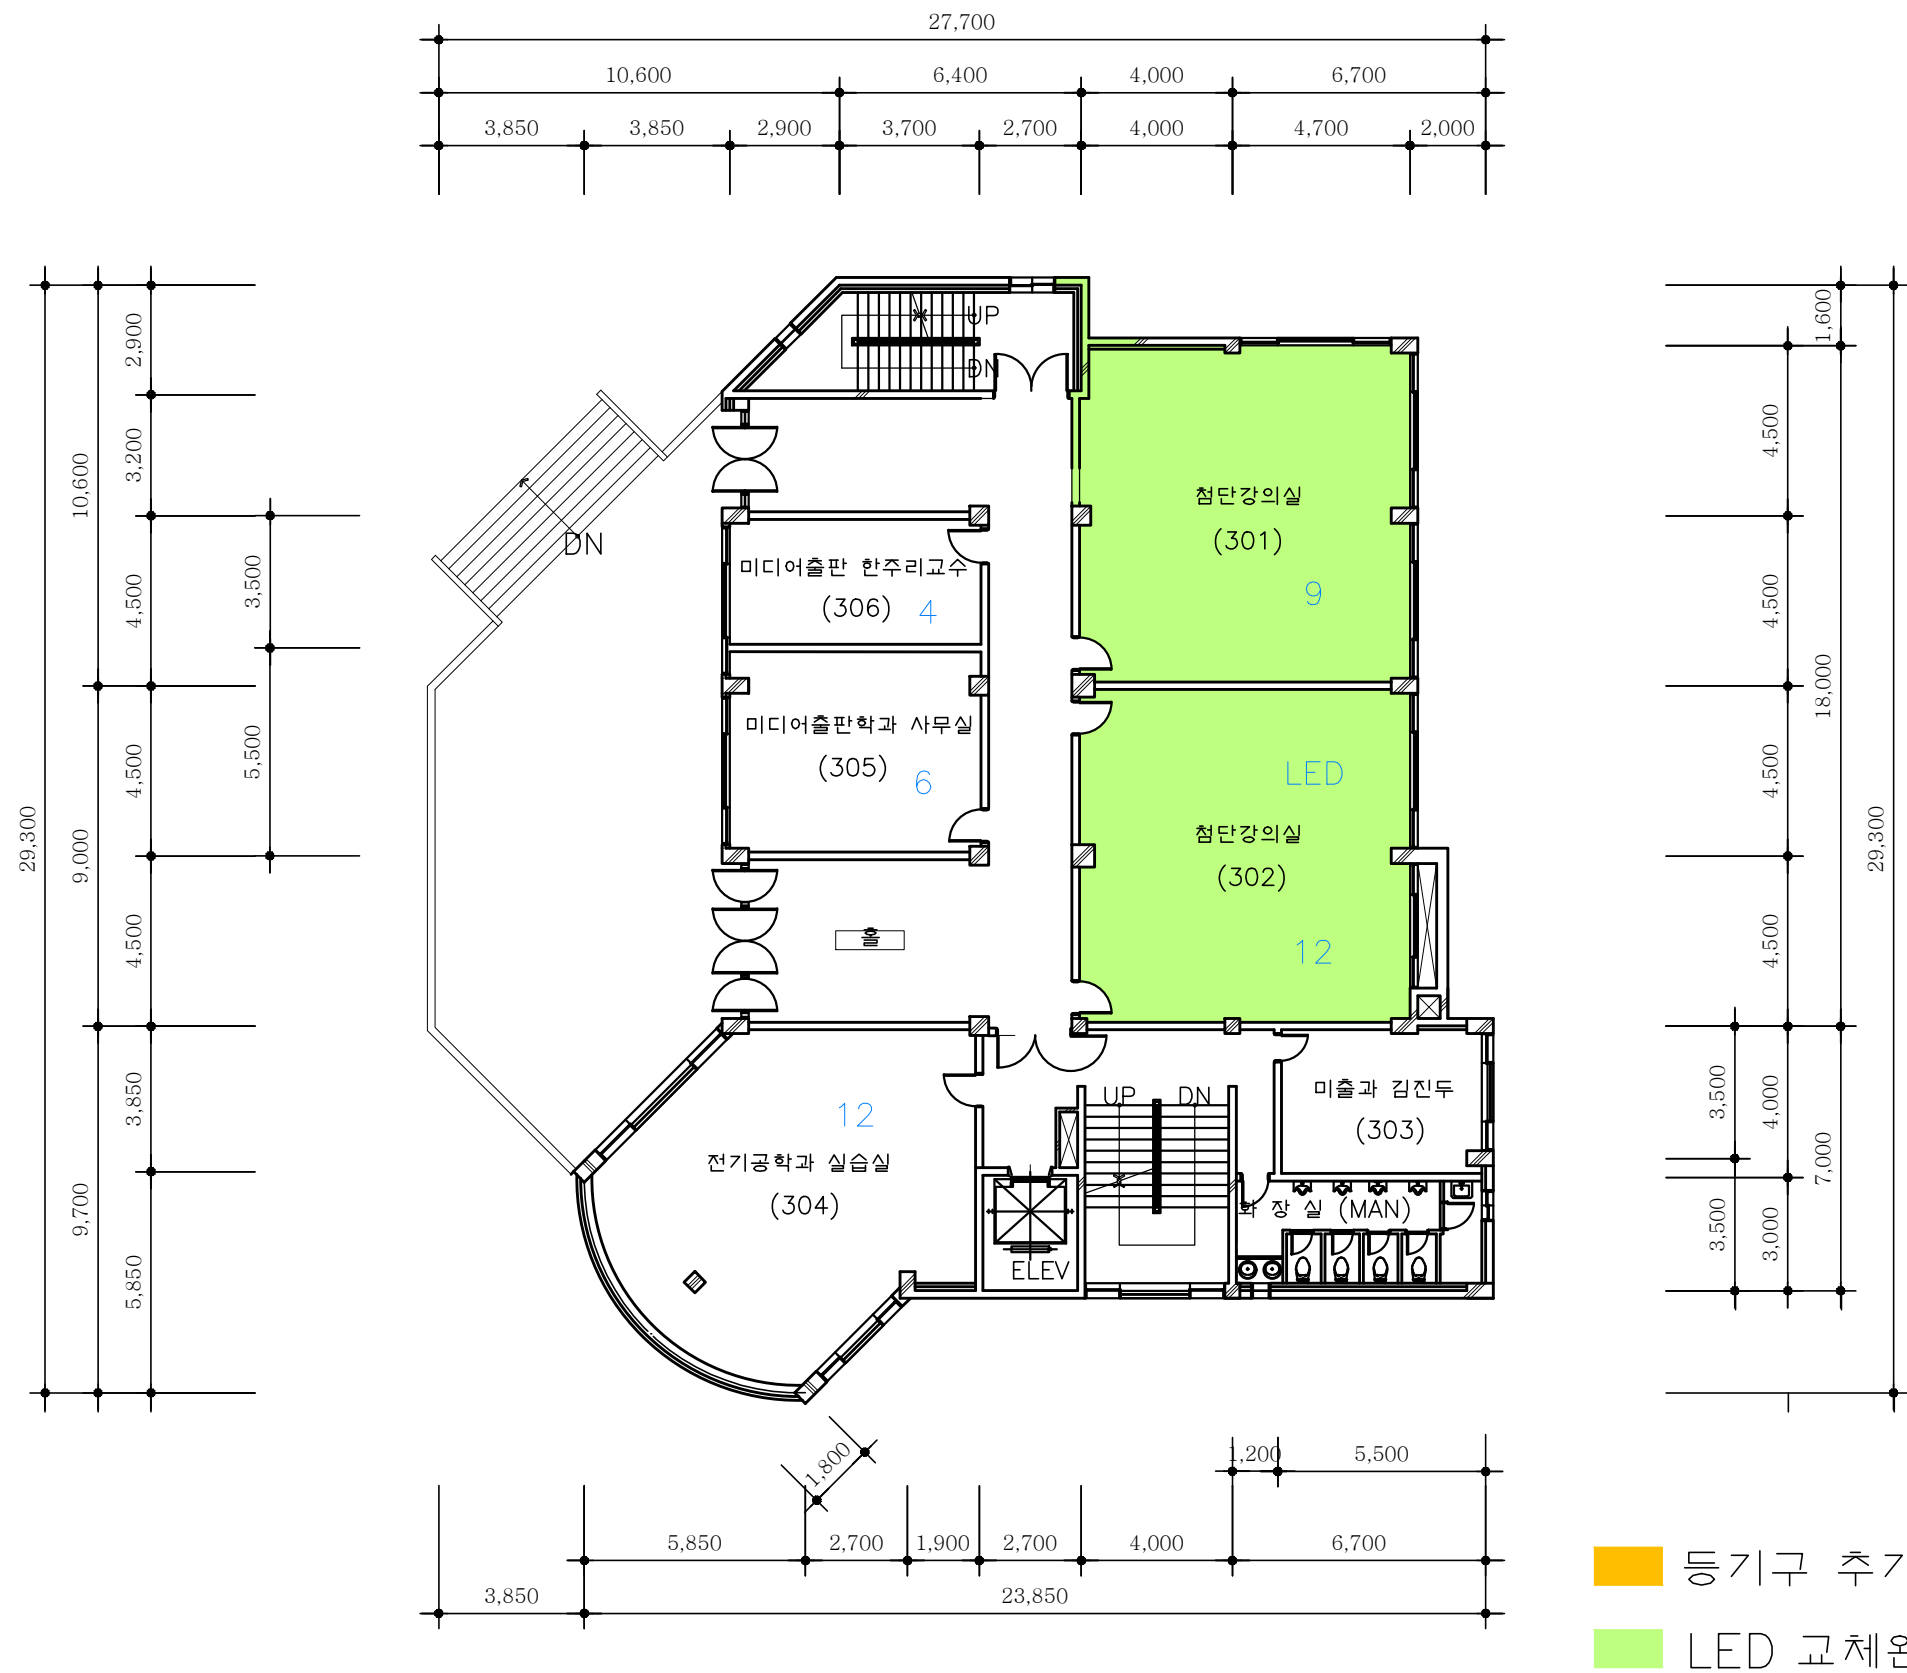 27,700
10,600 6,400 4,000 6,700
3,850 3,850 2,900 3,700 2,700 4,000 4,700 2,000
29,300
10,600 9,000 9,700
2,900 3,200 4,500 4,500 4,500 3,850 5,850
3,500 5,500
UP
DN
DN
첨단강의실
(301)
9
미디어출판 한주리교수
(306) 4
미디어출판학과 사무실
(305) 6
LED
첨단강의실
(302)
12
홀
12
전기공학과 실습실
(304)
UP DN
미출과 김진두
(303)
화 장 실 (MAN)
ELEV
3,500 3,500
4,500 4,500 4,500 4,500 4,000 3,000
1,600 18,000 7,000
29,300
1,800
1,200 5,500
5,850 2,700 1,900 2,700 4,000 6,700
3,850 23,850
등기구
LED 교체